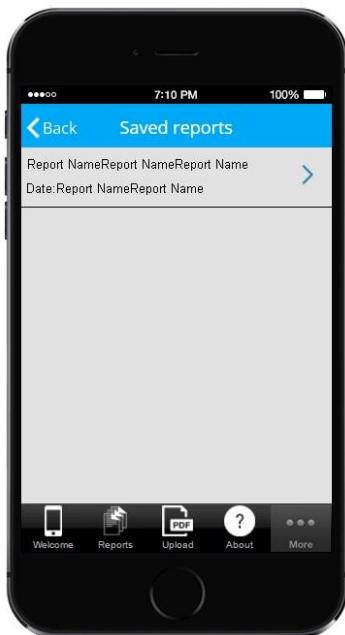 7:10 PM
100%
Back
Saved reports
Report NameReport NameReport Name
Date:Report NameReport Name
PDF
?
Welcome
Reports
Upload
About
More